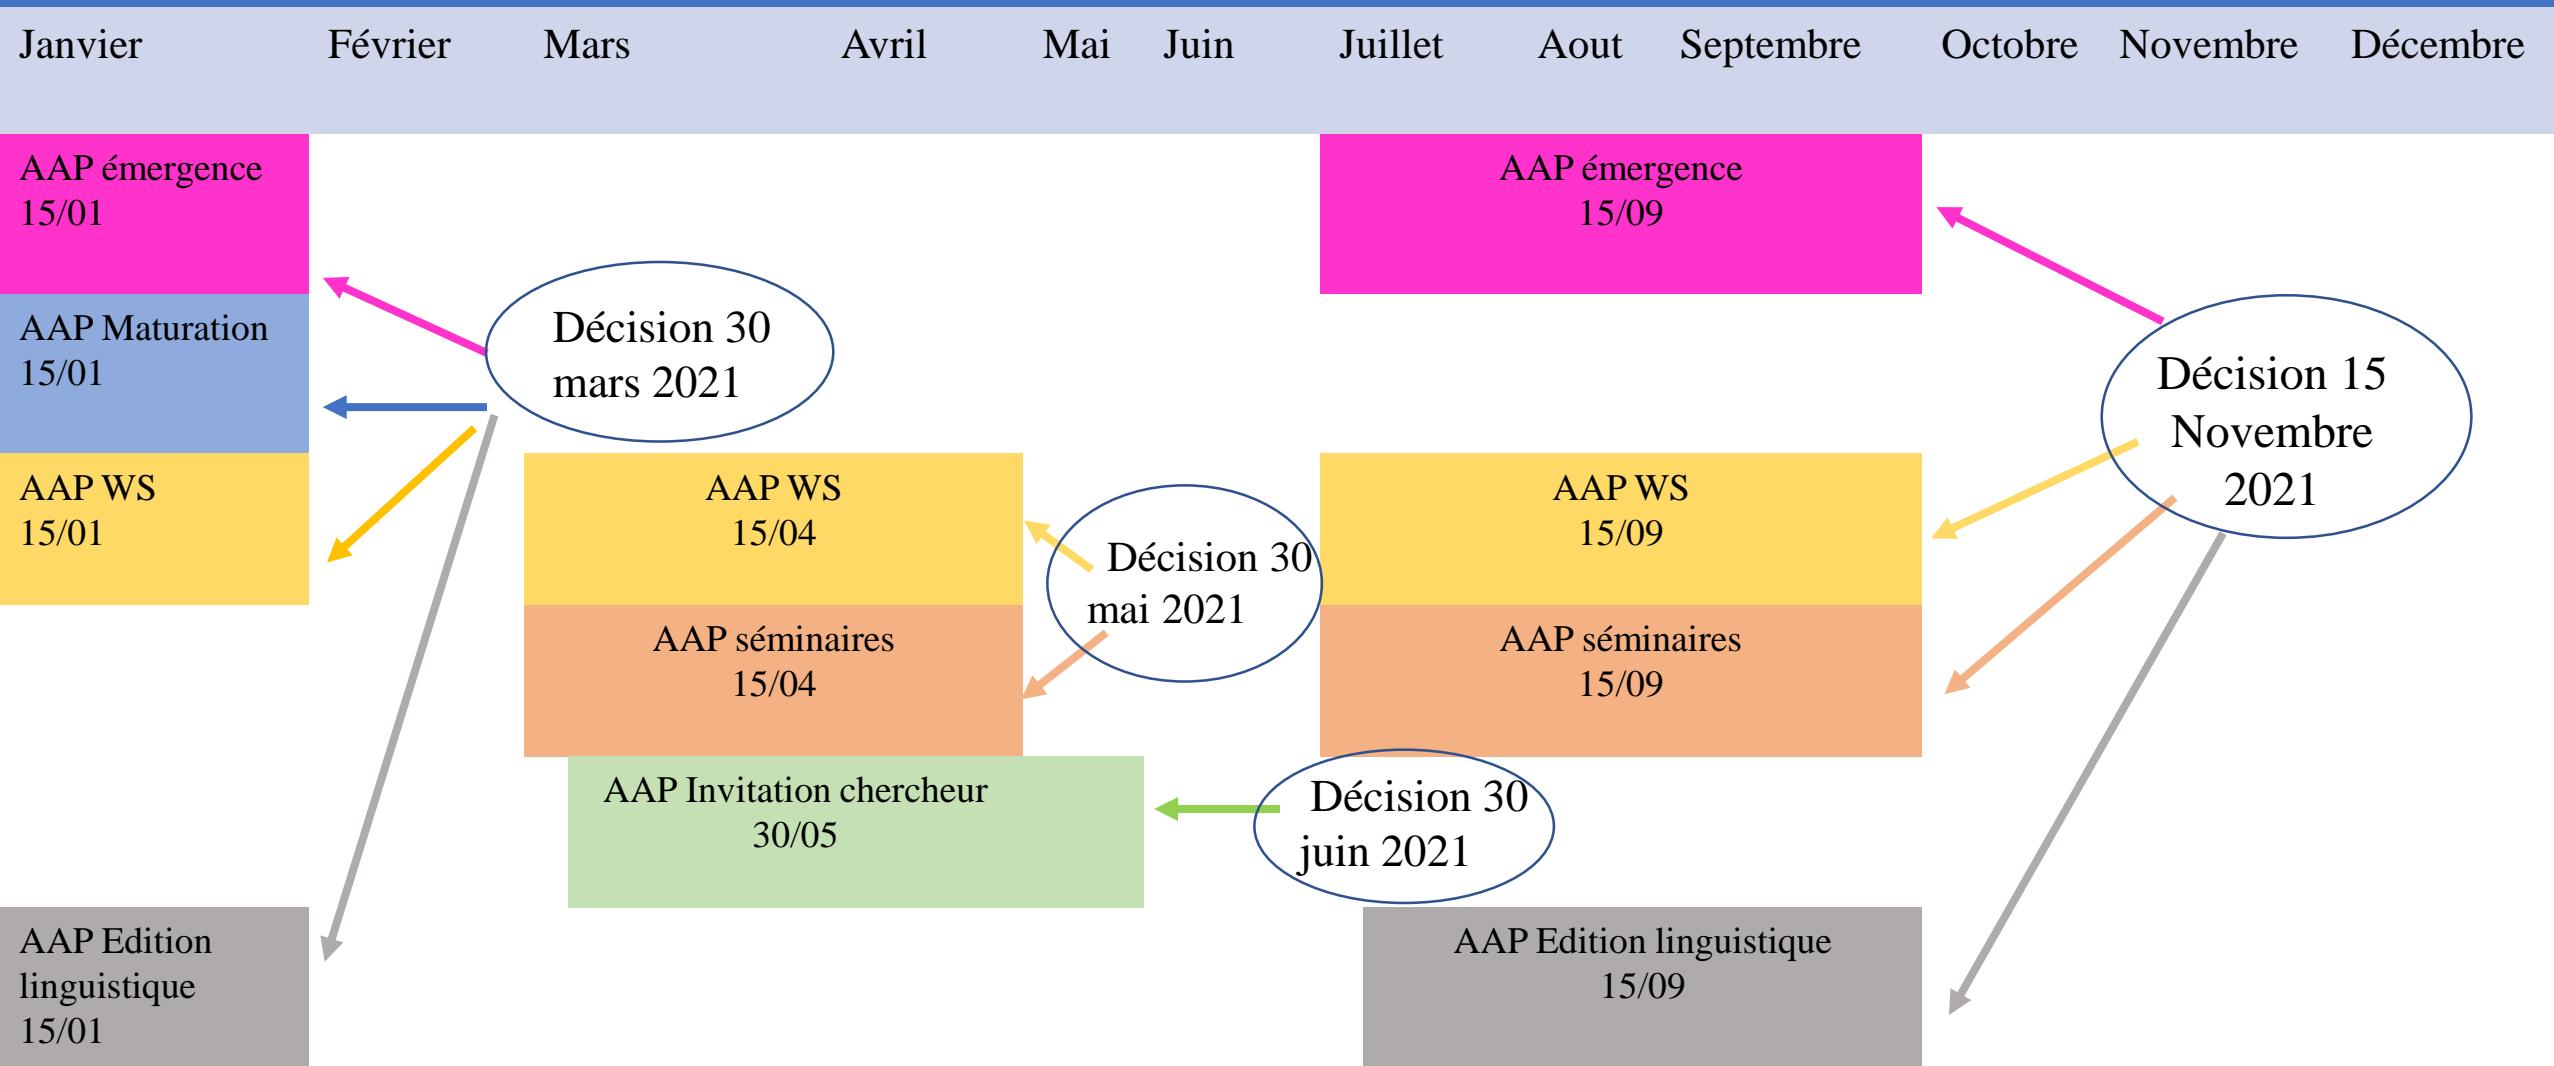 Janvier Février Mars Avril Mai Juin Juillet Aout Septembre Octobre Novembre Décembre
AAP émergence
15/01
AAP émergence
15/09
AAP Maturation
15/01
Décision 30
mars 2021
Décision 15
Novembre
2021
AAP WS
15/01
AAP WS
15/04
Décision 30
mai 2021
AAP WS
15/09
AAP séminaires
15/04
AAP séminaires
15/09
AAP Invitation chercheur
30/05
Décision 30
juin 2021
AAP Edition
linguistique
15/01
AAP Edition linguistique
15/09